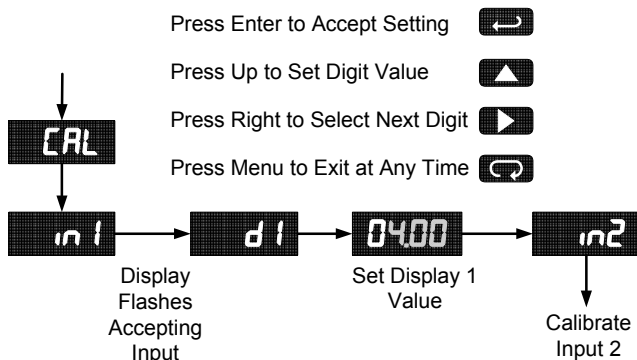 Press Enter to Accept Setting
Press Up to Set Digit Value
Press Right to Select Next Digit
Press Menu to Exit at Any Time
CAL
in1
d1
04.00
in2
Display
Flashes
Accepting
Input
Set Display 1
Value
Calibrate
Input 2